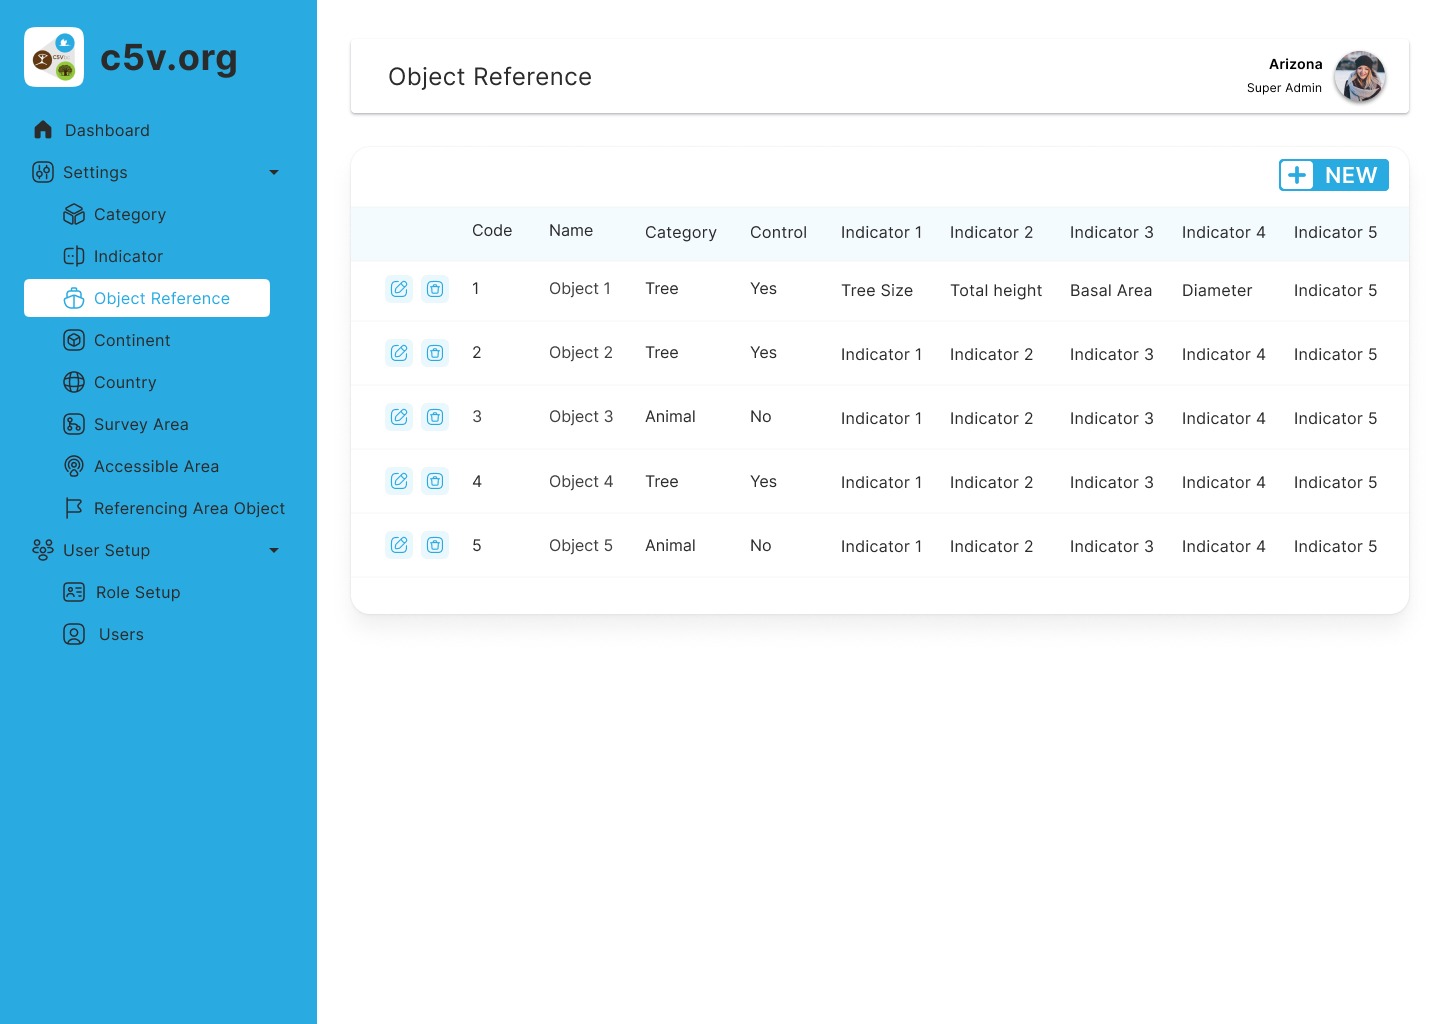 C5V
c5v.org
Dashboard
Settings
Category
Indicator
Object Reference
Continent
Country
Survey Area
Accessible Area
Referencing Area Object
User Setup
Role Setup
Users
Object Reference
Arizona
Super Admin
NEW
Code Name Category Control Indicator 1 Indicator 2 Indicator 3 Indicator 4 Indicator 5
1 Object 1 Tree Yes Tree Size Total height Basal Area Diameter Indicator 5
2 Object 2 Tree Yes Indicator 1 Indicator 2 Indicator 3 Indicator 4 Indicator 5
3 Object 3 Animal No Indicator 1 Indicator 2 Indicator 3 Indicator 4 Indicator 5
4 Object 4 Tree Yes Indicator 1 Indicator 2 Indicator 3 Indicator 4 Indicator 5
5 Object 5 Animal No Indicator 1 Indicator 2 Indicator 3 Indicator 4 Indicator 5